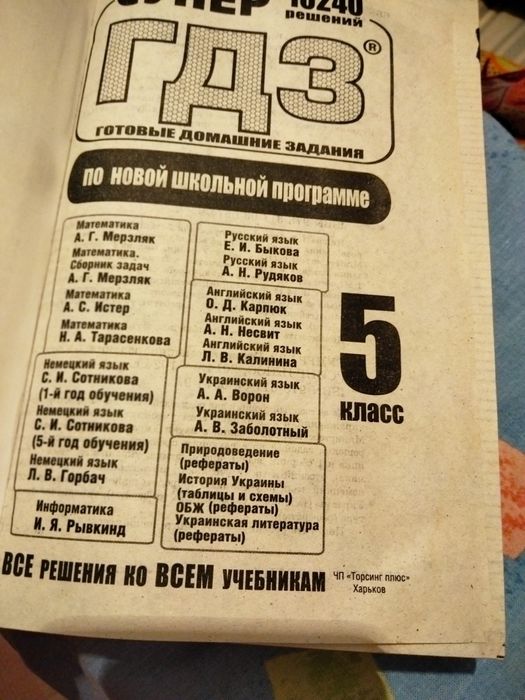 СУПЕР 10240
решений
ГДЗ®
ГОТОВЫЕ ДОМАШНИЕ ЗАДАНИЯ
ПО НОВОЙ ШКОЛЬНОЙ ПРОГРАММЕ
Математика
А. Г. Мерзляк
Математика.
Сборник задач
А. Г. Мерзляк
Математика
А. С. Истер
Математика
Н. А. Тарасенкова
Немецкий язык
С. И. Сотникова
(1-й год обучения)
Немецкий язык
С. И. Сотникова
(5-й год обучения)
Немецкий язык
Л. В. Горбач
Информатика
И. Я. Рывкинд
Русский язык
Е. И. Быкова
Русский язык
А. Н. Рудяков
Английский язык
О. Д. Карпюк
Английский язык
А. Н. Несвит
Английский язык
Л. В. Калинина
Украинский язык
А. А. Ворон
Украинский язык
А. В. Заболотный
Природоведение
(рефераты)
История Украины
(таблицы и схемы)
ОБЖ (рефераты)
Украинская литература
(рефераты)
5
КЛАСС
ВСЕ РЕШЕНИЯ КО ВСЕМ УЧЕБНИКАМ
ЧП «Торсинг плюс»
Харьков